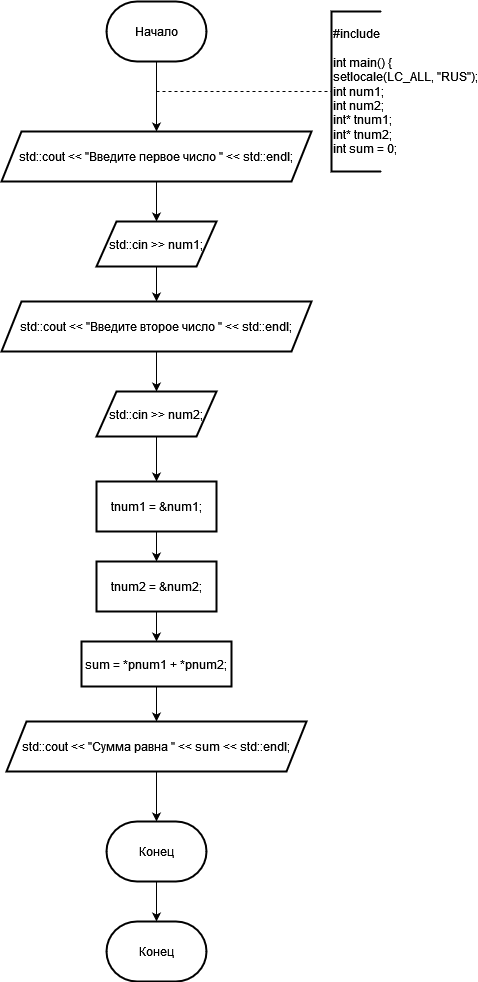 Начало
#include
int main() {
setlocale(LC_ALL, "RUS");
int num1;
int num2;
int* tnum1;
int* tnum2;
int sum = 0;
std::cout << "Введите первое число " << std::endl;
std::cin >> num1;
std::cout << "Введите второе число " << std::endl;
std::cin >> num2;
tnum1 = &num1;
tnum2 = &num2;
sum = *pnum1 + *pnum2;
std::cout << "Сумма равна " << sum << std::endl;
Конец
Конец